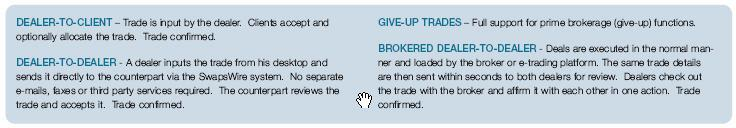 DEALER-TO-CLIENT – Trade is input by the dealer. Clients accept and
optionally allocate the trade. Trade confirmed.
DEALER-TO-DEALER - A dealer inputs the trade from his desktop and
sends it directly to the counterpart via the SwapsWire system. No separate
e-mails, faxes or third party services required. The counterpart reviews the
trade and accepts it. Trade confirmed.
GIVE-UP TRADES – Full support for prime brokerage (give-up) functions.
BROKERED DEALER-TO-DEALER - Deals are executed in the normal man-
ner and loaded by the broker or e-trading platform. The same trade details
are then sent within seconds to both dealers for review. Dealers check out
the trade with the broker and affirm it with each other in one action. Trade
confirmed.